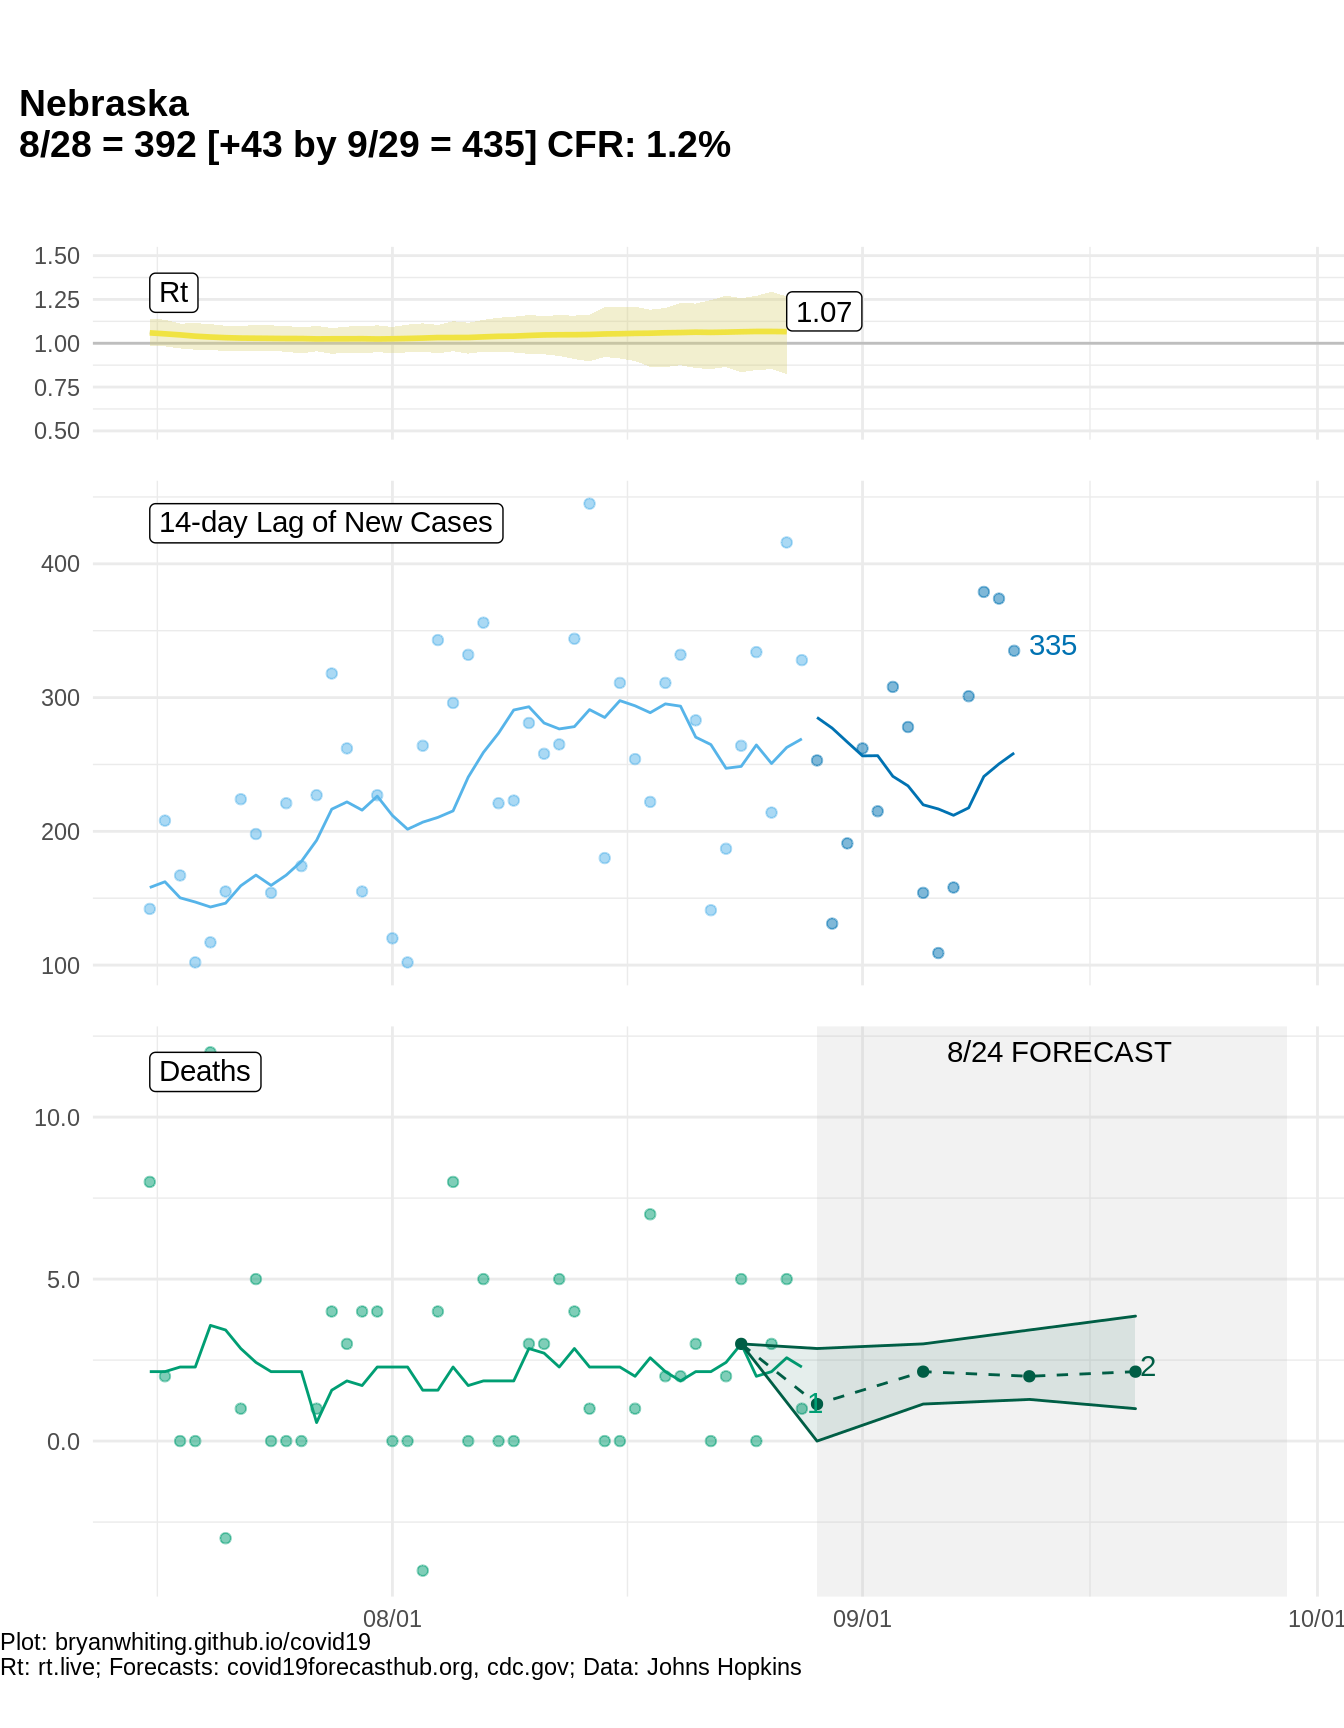 Nebraska
8/28 = 392 [+43 by 9/29 = 435] CFR: 1.2%
1.50
Rt
1.25
1.07
1.00
0.75
0.50
14-day Lag of New Cases
400
335
300
200
100
8/24 FORECAST
Deaths
10.0
5.0
2
1
0.0
08/01
09/01
10/01
Plot: bryanwhiting.github.io/covid19
Rt: rt.live; Forecasts: covid19forecasthub.org, cdc.gov; Data: Johns Hopkins